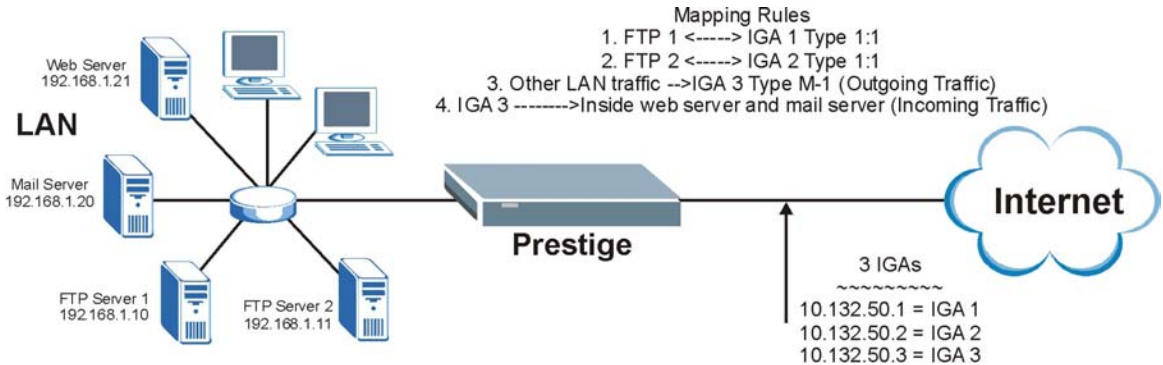 Mapping Rules
1. FTP 1 <-----> IGA 1 Type 1:1
2. FTP 2 <-----> IGA 2 Type 1:1
3. Other LAN traffic -->IGA 3 Type M-1 (Outgoing Traffic)
4. IGA 3 -------->Inside web server and mail server (Incoming Traffic)
Web Server
192.168.1.21
LAN
Mail Server
192.168.1.20
FTP Server 1
192.168.1.10
FTP Server 2
192.168.1.11
Prestige
Internet
3 IGAs
~~~~~~~~~
10.132.50.1 = IGA 1
10.132.50.2 = IGA 2
10.132.50.3 = IGA 3